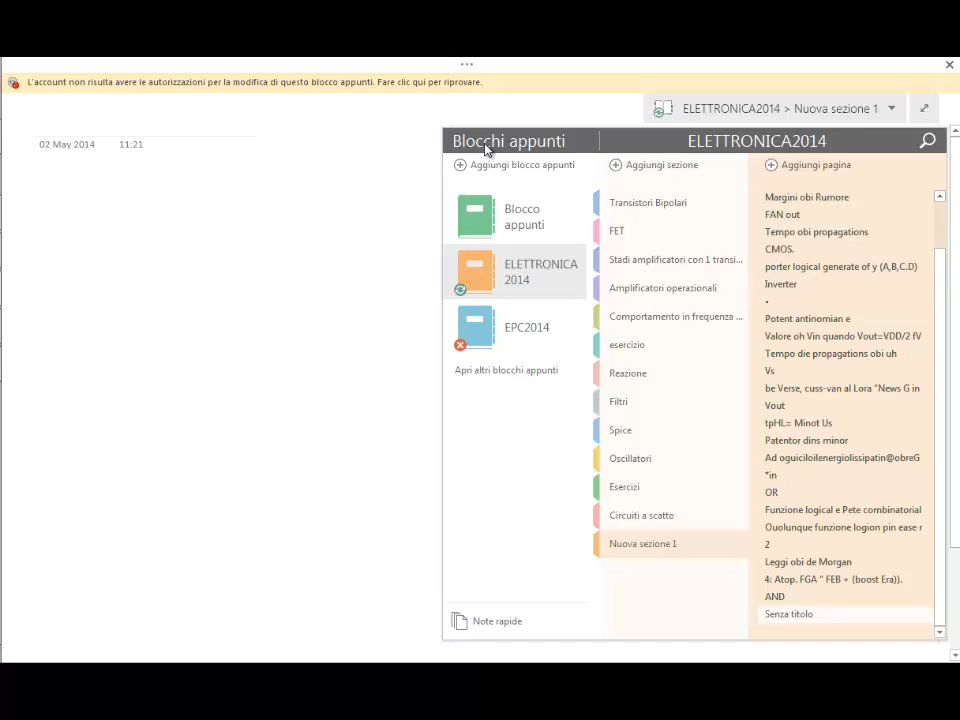 L'account non risulta avere le autorizzazioni per la modifica di questo blocco appunti. Fare clic qui per riprovare.
ELETTRONICA2014 > Nuova sezione 1
02 May 2014 11:21
Blocchi appunti
ELETTRONICA2014
Aggiungi blocco appunti
Blocco
appunti
ELETTRONICA
2014
EPC2014
Apri altri blocchi appunti
Note rapide
Aggiungi sezione
Transistori Bipolari
FET
Stadi amplificatori con 1 transi...
Amplificatori operazionali
Comportamento in frequenza ...
esercizio
Reazione
Filtri
Spice
Oscillatori
Esercizi
Circuiti a scatto
Nuova sezione 1
Aggiungi pagina
Margini obi Rumore
FAN out
Tempo obi propagations
CMOS.
porter logical generate of y (A,B,C.D)
Inverter
•
Potent antinomian e
Valore oh Vin quando Vout=VDD/2 fV
Tempo die propagations obi uh
Vs
be Verse, cuss-van al Lora "News G in
Vout
tpHL= Minot Us
Patentor dins minor
Ad oguiciloilenergiolissipatin@obreG
*in
OR
Funzione logical e Pete combinatorial
Ouolunque funzione logion pin ease r
2
Leggi obi de Morgan
4: Atop. FGA " FEB + (boost Era)).
AND
Senza titolo